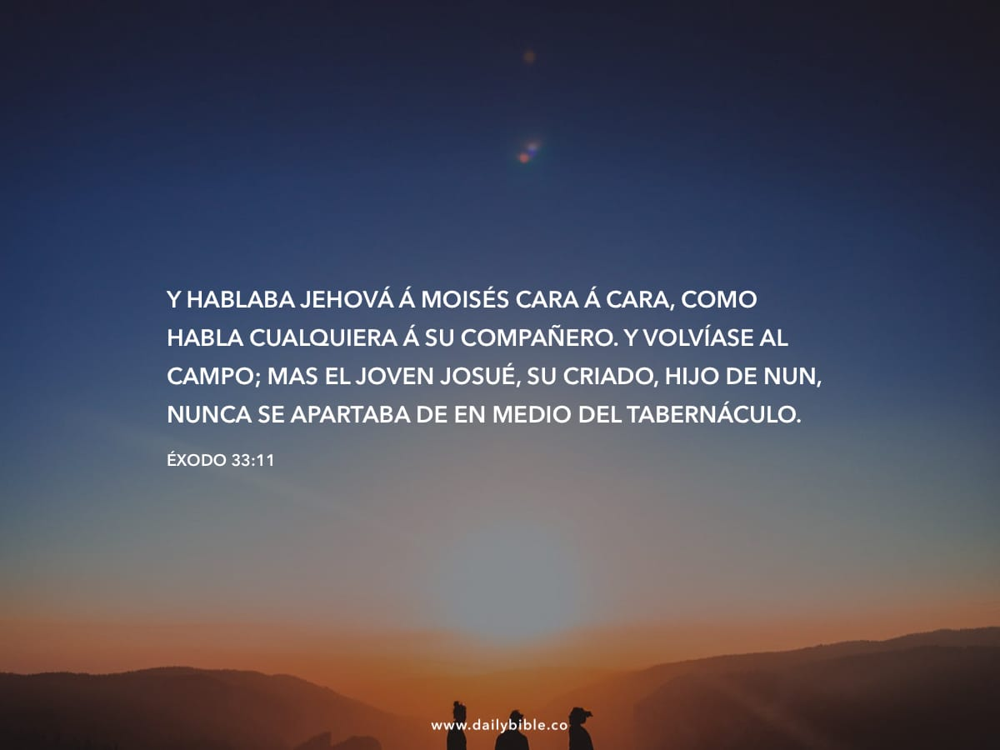 Y HABLABA JEHOVÁ Á MOISÉS CARA Á CARA, COMO
HABLA CUALQUIERA Á SU COMPAÑERO. Y VOLVÍASE AL
CAMPO; MAS EL JOVEN JOSUÉ, SU CRIADO, HIJO DE NUN,
NUNCA SE APARTABA DE EN MEDIO DEL TABERNÁCULO.
ÉXODO 33:11
www.dailybible.co